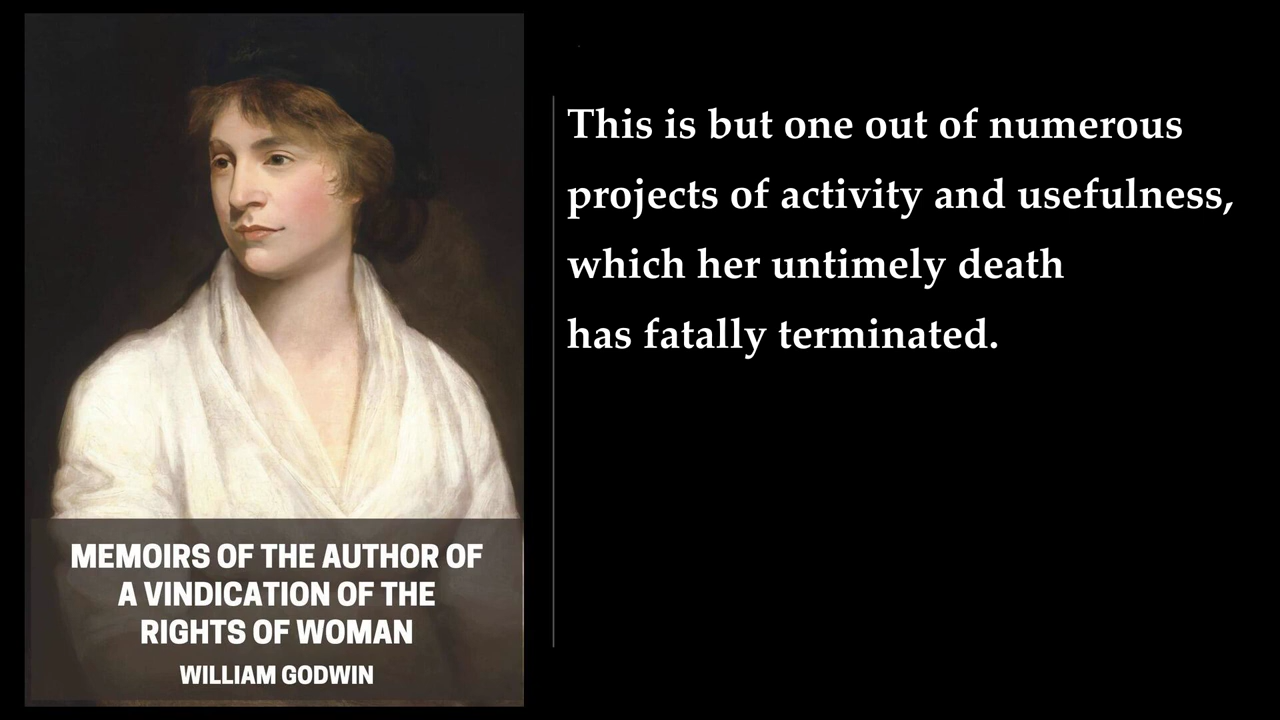 MEMOIRS OF THE AUTHOR OF
A VINDICATION OF THE
RIGHTS OF WOMAN
WILLIAM GODWIN
This is but one out of numerous
projects of activity and usefulness,
which her untimely death
has fatally terminated.